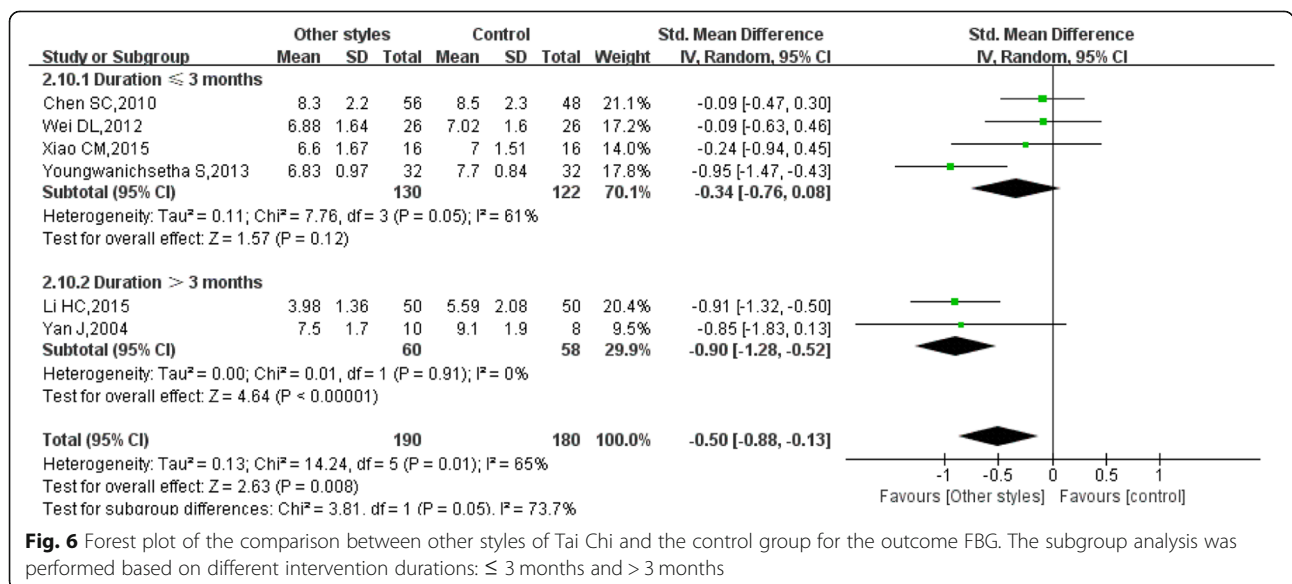 Other styles Control Std. Mean Difference Std. Mean Difference
Study or Subgroup Mean SD Total Mean SD Total Weight IV, Random, 95% CI IV, Random, 95% CI
2.10.1 Duration ≤ 3 months
Chen SC,2010 8.3 2.2 56 8.5 2.3 48 21.1% -0.09 [-0.47, 0.30]
Wei DL,2012 6.88 1.64 26 7.02 1.6 26 17.2% -0.09 [-0.63, 0.46]
Xiao CM,2015 6.6 1.67 16 7 1.51 16 14.0% -0.24 [-0.94, 0.45]
Youngwanichsetha S,2013 6.83 0.97 32 7.7 0.84 32 17.8% -0.95 [-1.47, -0.43]
Subtotal (95% CI) 130 122 70.1% -0.34 [-0.76, 0.08]
Heterogeneity: Tau² = 0.11; Chi² = 7.76, df = 3 (P = 0.05); I² = 61%
Test for overall effect: Z = 1.57 (P = 0.12)
2.10.2 Duration > 3 months
Li HC,2015 3.98 1.36 50 5.59 2.08 50 20.4% -0.91 [-1.32, -0.50]
Yan J,2004 7.5 1.7 10 9.1 1.9 8 9.5% -0.85 [-1.83, 0.13]
Subtotal (95% CI) 60 58 29.9% -0.90 [-1.28, -0.52]
Heterogeneity: Tau² = 0.00; Chi² = 0.01, df = 1 (P = 0.91); I² = 0%
Test for overall effect: Z = 4.64 (P < 0.00001)
Total (95% CI) 190 180 100.0% -0.50 [-0.88, -0.13]
Heterogeneity: Tau² = 0.13; Chi² = 14.24, df = 5 (P = 0.01); I² = 65%
Test for overall effect: Z = 2.63 (P = 0.008)
Test for subgroup differences: Chi² = 3.81, df = 1 (P = 0.05), I² = 73.7%
-1 -0.5 0 0.5 1
Favours [Other styles] Favours [control]
Fig. 6 Forest plot of the comparison between other styles of Tai Chi and the control group for the outcome FBG. The subgroup analysis was
performed based on different intervention durations: ≤ 3 months and > 3 months